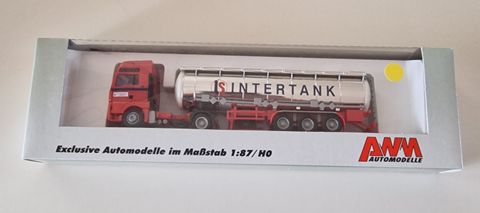 SINTERTANK
Exclusive Automodelle im Maßstab 1:87/H0
AWM
AUTOMODELLE